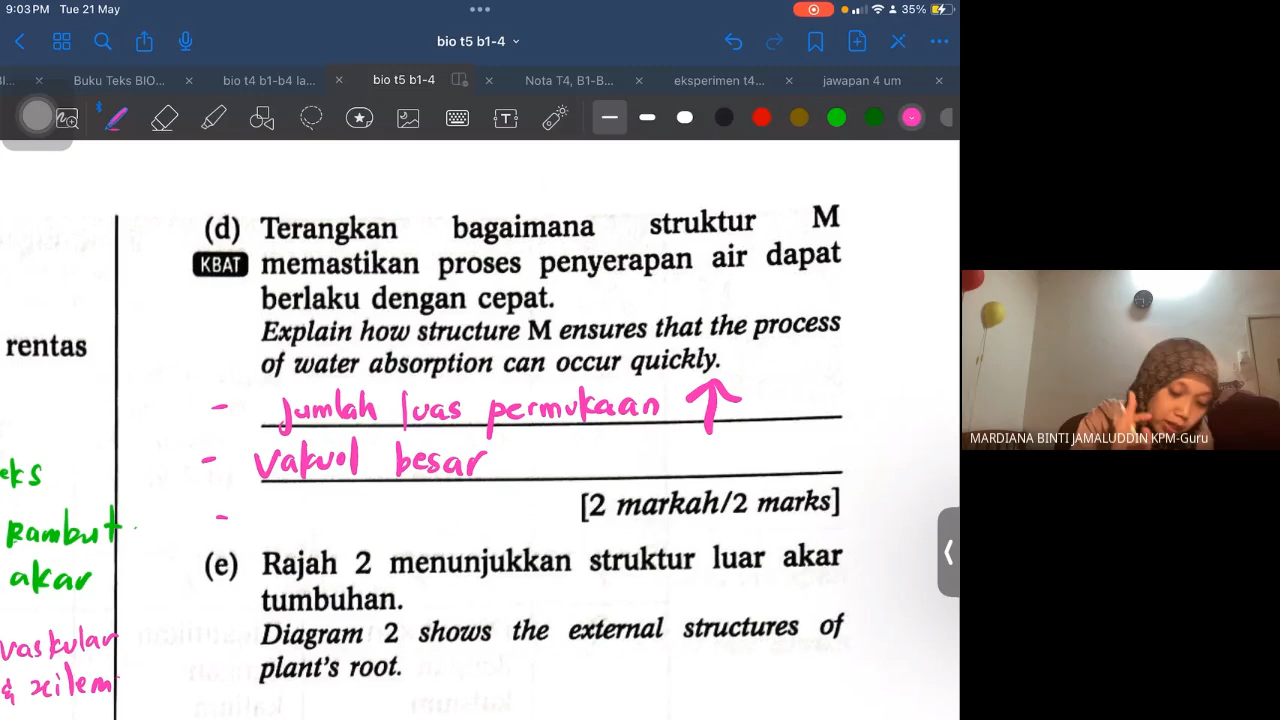 9:03 PM Tue 21 May
35%
bio t5 b1-4
Buku Teks BIO...
bio t4 b1-b4 la...
bio t5 b1-4
Nota T4, B1-B...
eksperimen t4...
jawapan 4 um
(d) Terangkan bagaimana struktur M
KBAT memastikan proses penyerapan air dapat
berlaku dengan cepat.
Explain how structure M ensures that the process
of water absorption can occur quickly.
rentas
- Jumlah luas permukaan ↑
- Vakuol besar
eks
[2 markah/2 marks]
-
Rambut
akar
(e) Rajah 2 menunjukkan struktur luar akar
tumbuhan.
Diagram 2 shows the external structures of
plant's root.
vaskular
& xilem
MARDIANA BINTI JAMALUDDIN KPM-Guru